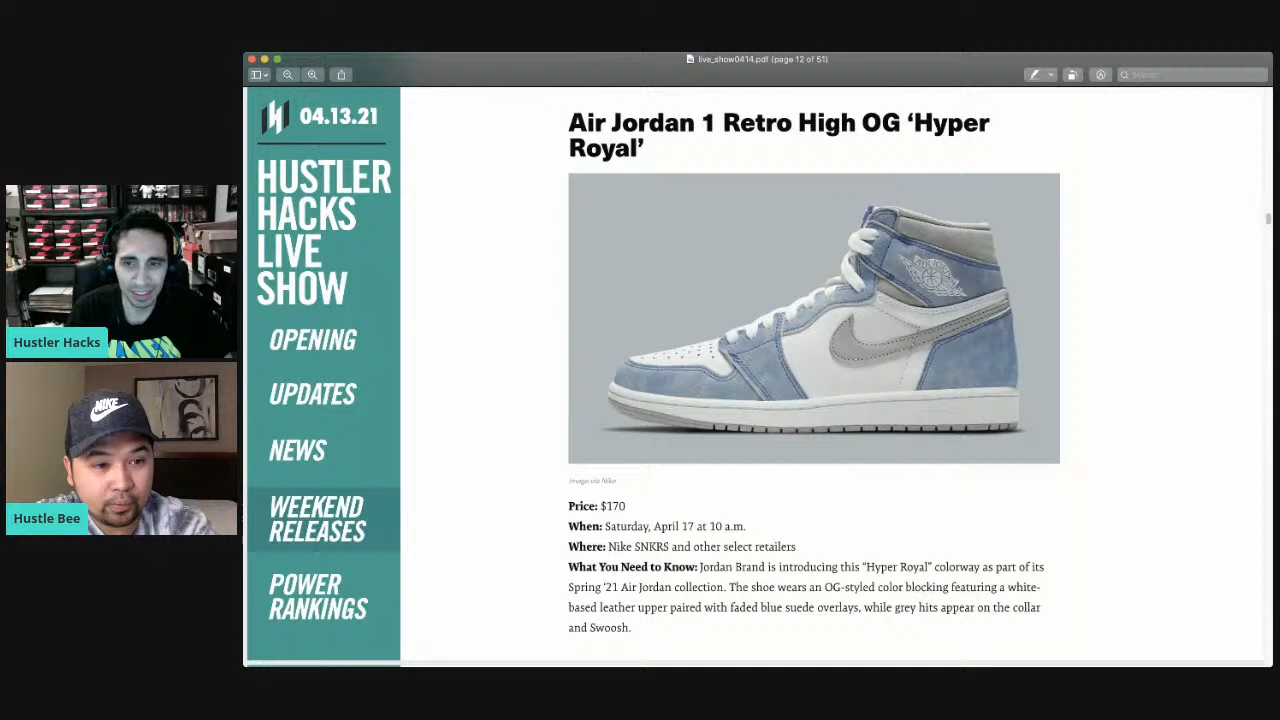 live_show0414.pdf (page 12 of 51)
Search
04.13.21
HUSTLER
HACKS
LIVE
SHOW
OPENING
UPDATES
NEWS
WEEKEND
RELEASES
POWER
RANKINGS
Hustler Hacks
NIKE
Hustle Bee
Air Jordan 1 Retro High OG ‘Hyper
Royal’
AIR JORDAN
Image via Nike
Price: $170
When: Saturday, April 17 at 10 a.m.
Where: Nike SNKRS and other select retailers
What You Need to Know: Jordan Brand is introducing this “Hyper Royal” colorway as part of its
Spring ’21 Air Jordan collection. The shoe wears an OG-styled color blocking featuring a white-
based leather upper paired with faded blue suede overlays, while grey hits appear on the collar
and Swoosh.